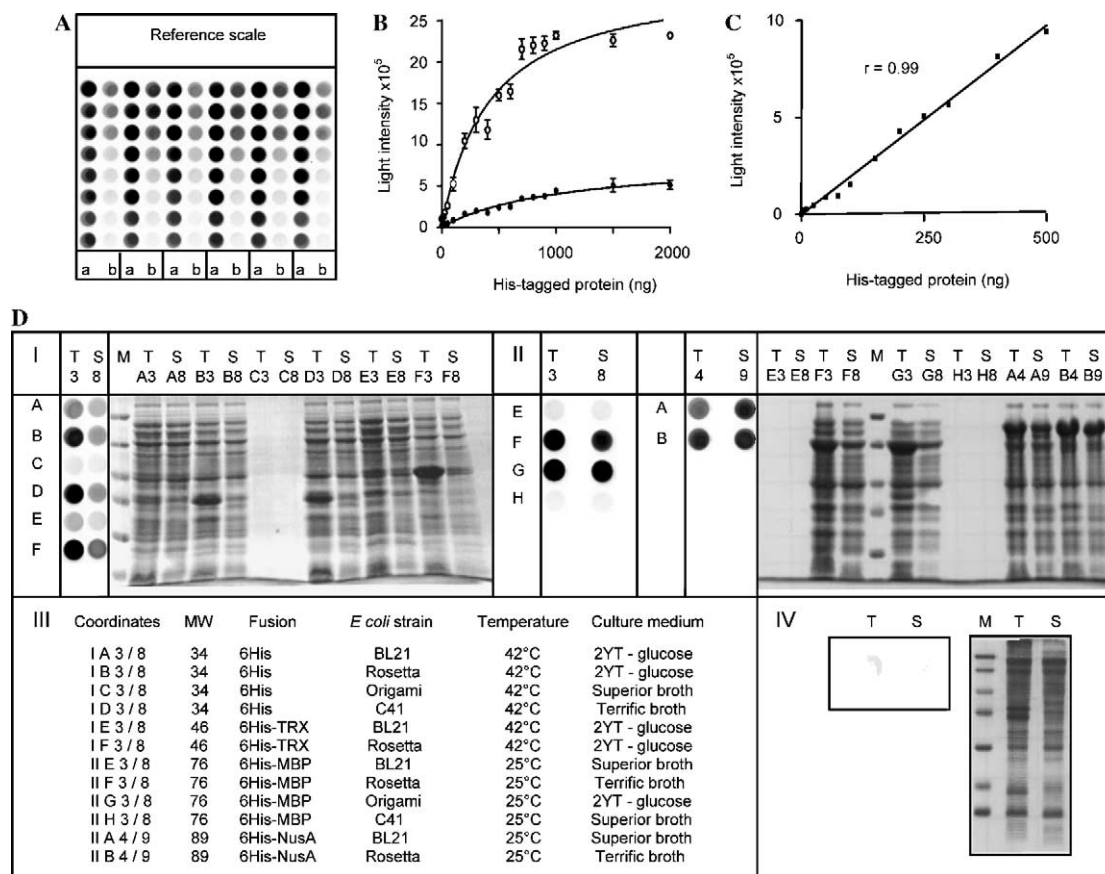 A
Reference scale
a b a b a b a b a b a b
B
Light intensity x10⁵
25
20
15
10
5
0
0 1000 2000
His-tagged protein (ng)
C
Light intensity x10⁵
10
5
0
r = 0.99
0 250 500
His-tagged protein (ng)
D
I T S M T S T S T S T S T S T S
3 8 A3 A8 B3 B8 C3 C8 D3 D8 E3 E8 F3 F8
A
B
C
D
E
F
II T S T S T S T S M T S T S T S T S
3 8 4 9 E3 E8 F3 F8 G3 G8 H3 H8 A4 A9 B4 B9
E
F
G
H
A
B
III Coordinates MW Fusion E coli strain Temperature Culture medium
I A 3 / 8 34 6His BL21 42°C 2YT - glucose
I B 3 / 8 34 6His Rosetta 42°C 2YT - glucose
I C 3 / 8 34 6His Origami 42°C Superior broth
I D 3 / 8 34 6His C41 42°C Terrific broth
I E 3 / 8 46 6His-TRX BL21 42°C 2YT - glucose
I F 3 / 8 46 6His-TRX Rosetta 42°C 2YT - glucose
II E 3 / 8 76 6His-MBP BL21 25°C Superior broth
II F 3 / 8 76 6His-MBP Rosetta 25°C Terrific broth
II G 3 / 8 76 6His-MBP Origami 25°C 2YT - glucose
II H 3 / 8 76 6His-MBP C41 25°C Superior broth
II A 4 / 9 89 6His-NusA BL21 25°C Superior broth
II B 4 / 9 89 6His-NusA Rosetta 25°C Terrific broth
IV T S M T S